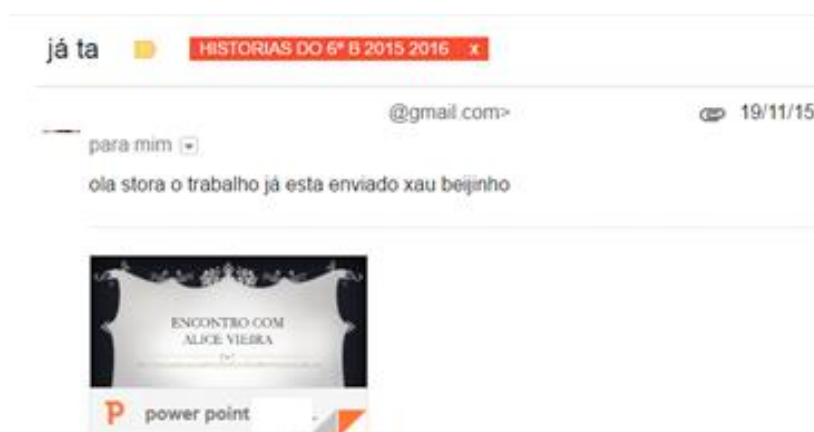 já ta HISTORIAS DO 6º B 2015 2016 x
@gmail.com> 19/11/15
para mim
ola stora o trabalho já esta enviado xau beijinho
ENCONTRO COM
ALICE VIEIRA
P power point